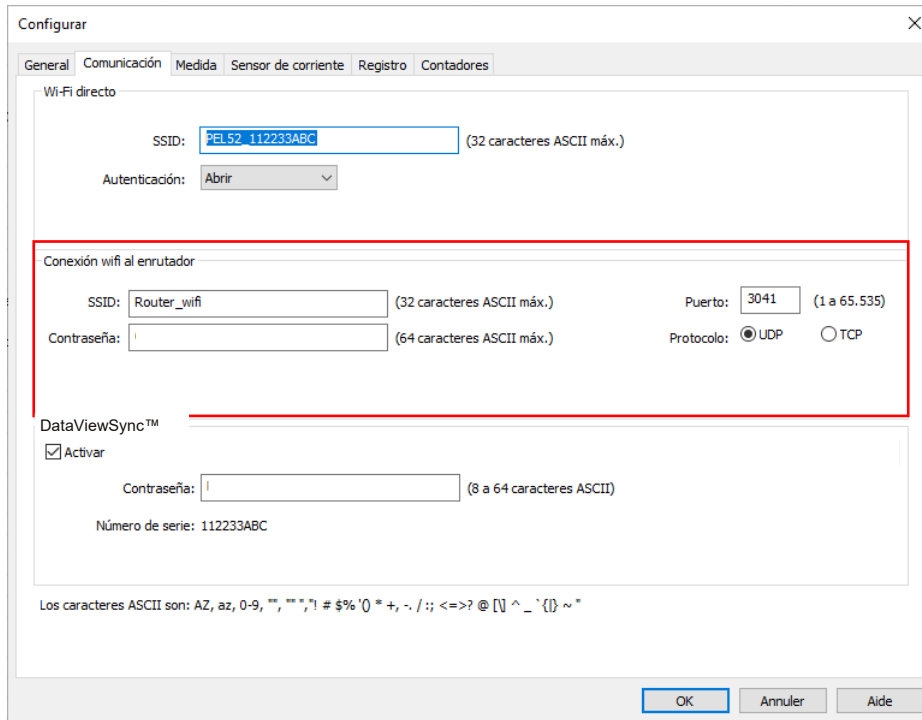 Configurar
General Comunicación Medida Sensor de corriente Registro Contadores
Wi-Fi directo
SSID: PEL52_112233ABC (32 caracteres ASCII máx.)
Autenticación: Abrir
Conexión wifi al enrutador
SSID: Router_wifi (32 caracteres ASCII máx.) Puerto: 3041 (1 a 65.535)
Contraseña: (64 caracteres ASCII máx.) Protocolo: UDP TCP
DataViewSync™
Activar
Contraseña: (8 a 64 caracteres ASCII)
Número de serie: 112233ABC
Los caracteres ASCII son: AZ, az, 0-9, "", "" ","! # $% '() * +, -. / :; <=>? @ [\] ^ _ `{|} ~ "
OK Annuler Aide